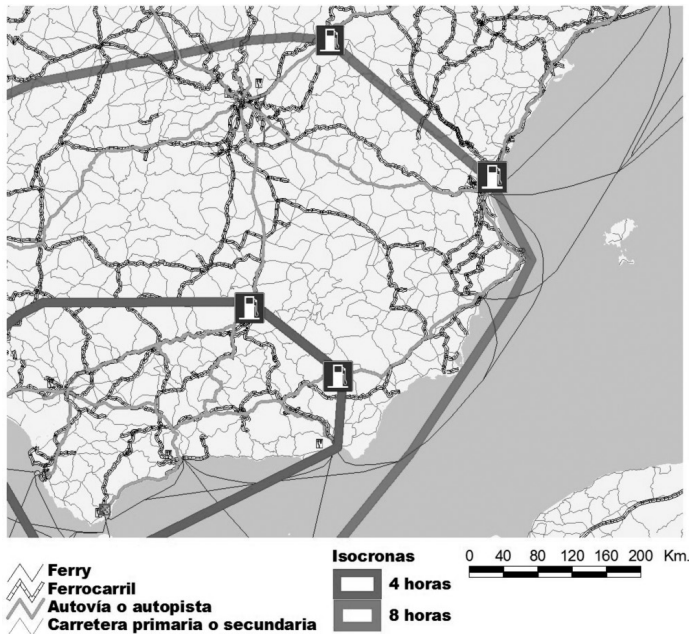 Ferry
Ferrocarril
Autovía o autopista
Carretera primaria o secundaria
Isocronas
4 horas
8 horas
0 40 80 120 160 200 Km.